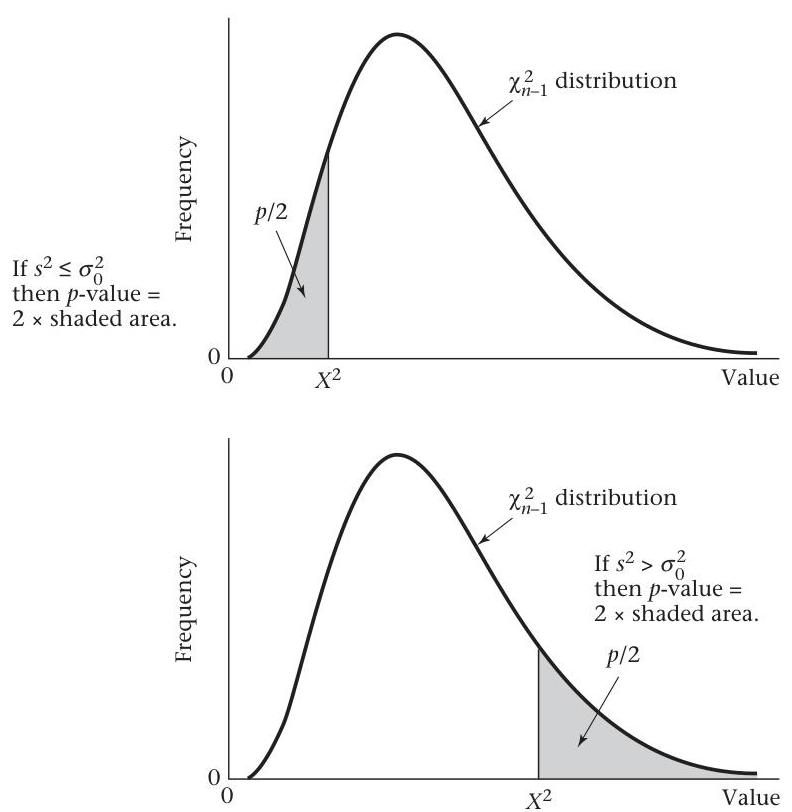 χ²ₙ₋₁ distribution
Frequency
p/2
If s² ≤ σ₀²
then p-value =
2 × shaded area.
0
0
X²
Value
χ²ₙ₋₁ distribution
If s² > σ₀²
then p-value =
2 × shaded area.
Frequency
p/2
0
0
X²
Value